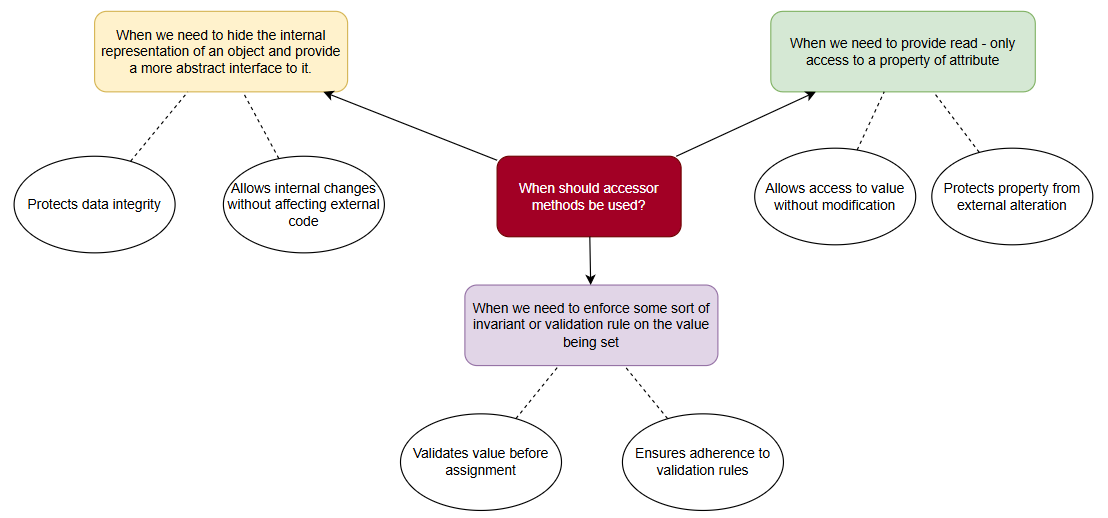 When we need to hide the internal
representation of an object and provide
a more abstract interface to it.
When we need to provide read - only
access to a property of attribute
Protects data integrity
Allows internal changes
without affecting external
code
When should accessor
methods be used?
Allows access to value
without modification
Protects property from
external alteration
When we need to enforce some sort of
invariant or validation rule on the value
being set
Validates value before
assignment
Ensures adherence to
validation rules